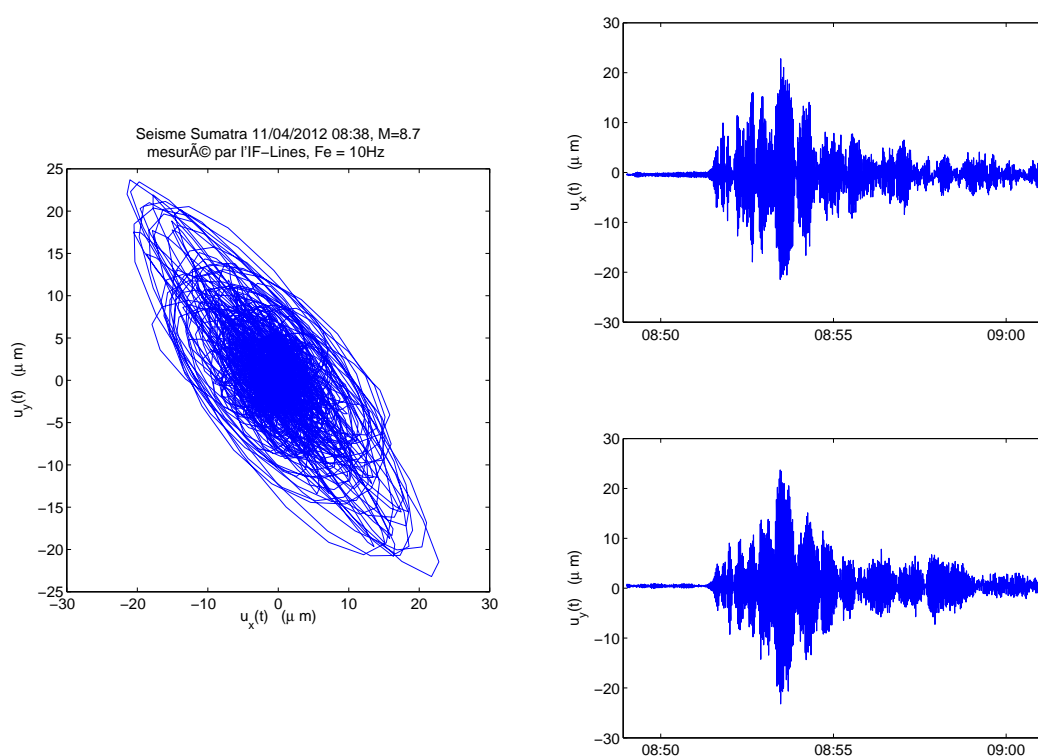 Seisme Sumatra 11/04/2012 08:38, M=8.7
mesurÃ© par l'IF−Lines, Fe = 10Hz
25
20
15
10
5
0
−5
−10
−15
−20
−25
u_y(t) (μ m)
−30 −20 −10 0 10 20 30
u_x(t) (μ m)
30
20
10
0
−10
−20
−30
u_x(t) (μ m)
08:50 08:55 09:00
30
20
10
0
−10
−20
−30
u_y(t) (μ m)
08:50 08:55 09:00